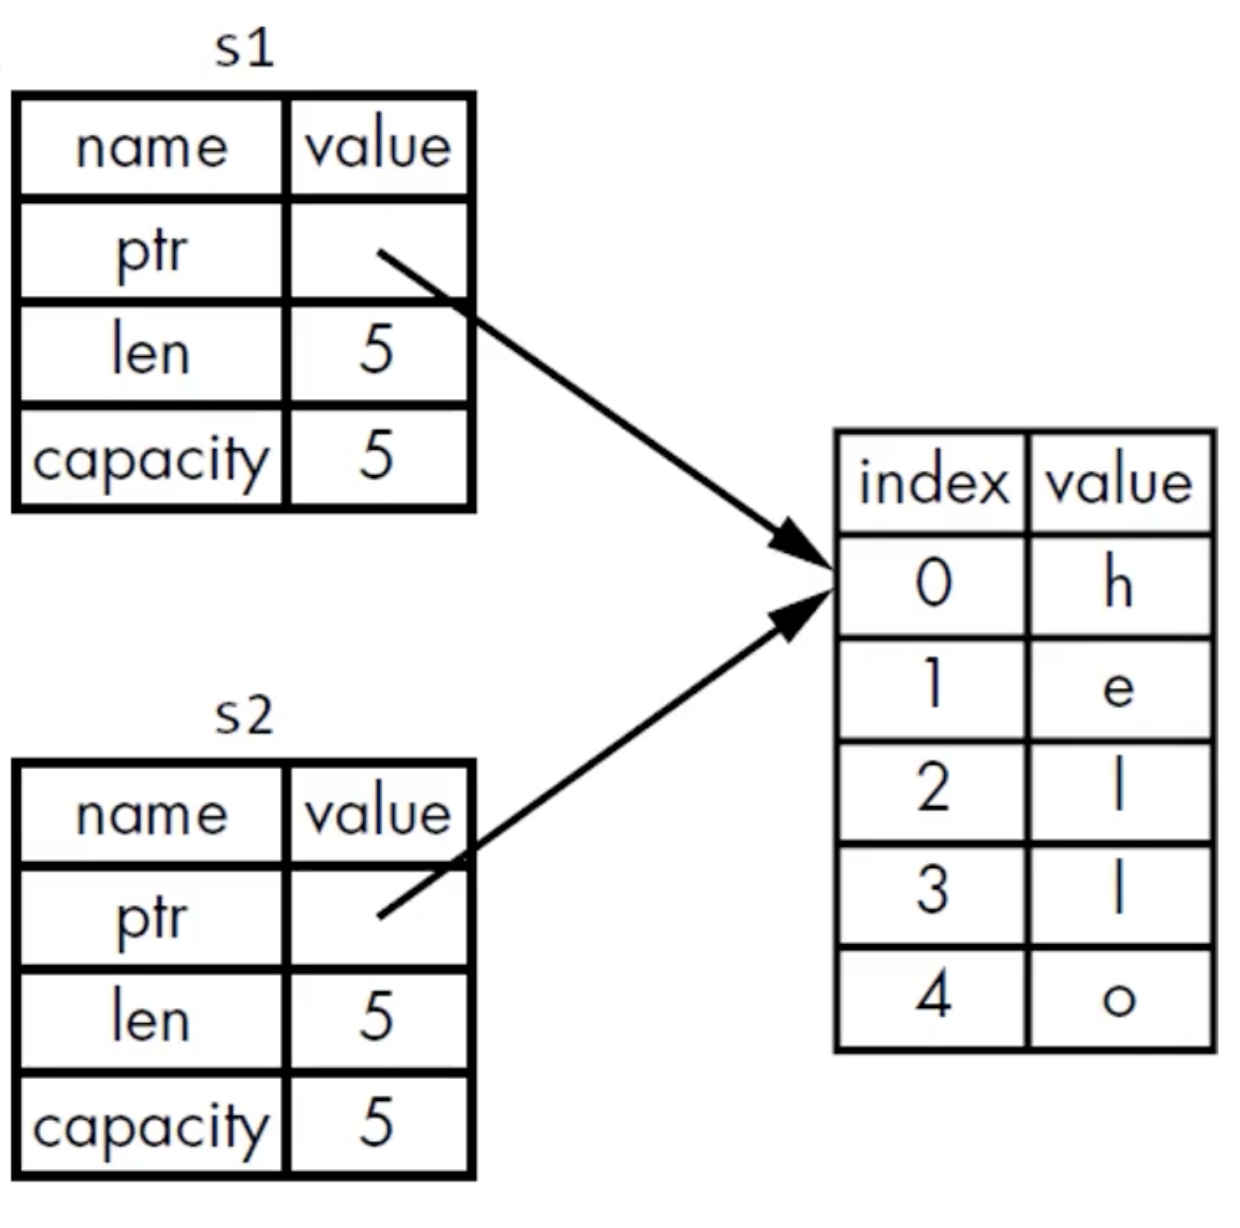 s1
name value
ptr
len 5
capacity 5
s2
name value
ptr
len 5
capacity 5
index value
0 h
1 e
2 l
3 l
4 o